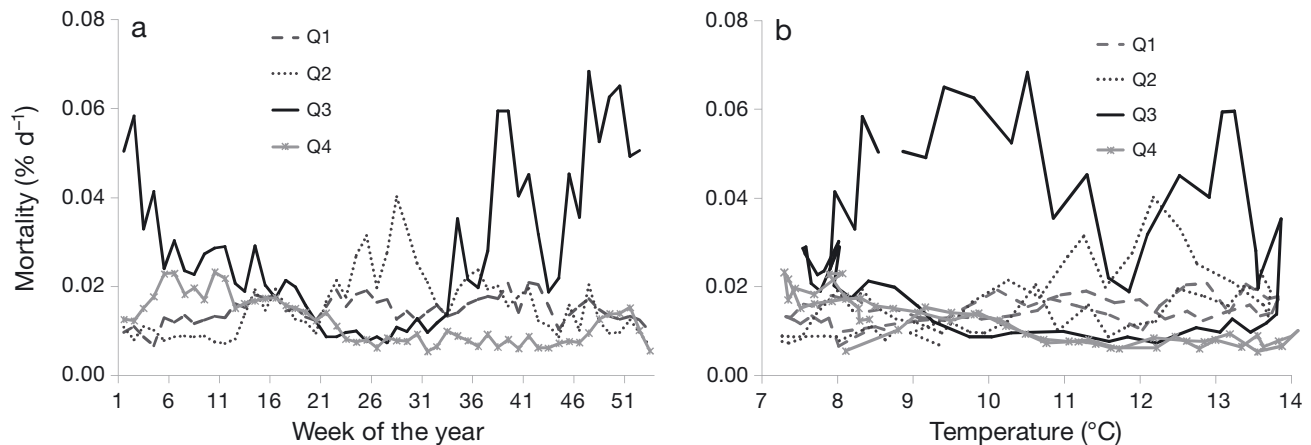 a
0.08
0.06
0.04
0.02
0.00
Mortality (% d–1)
Q1
Q2
Q3
Q4
1 6 11 16 21 26 31 36 41 46 51
Week of the year
b
0.08
0.06
0.04
0.02
0.00
Q1
Q2
Q3
Q4
7 8 9 10 11 12 13 14
Temperature (°C)